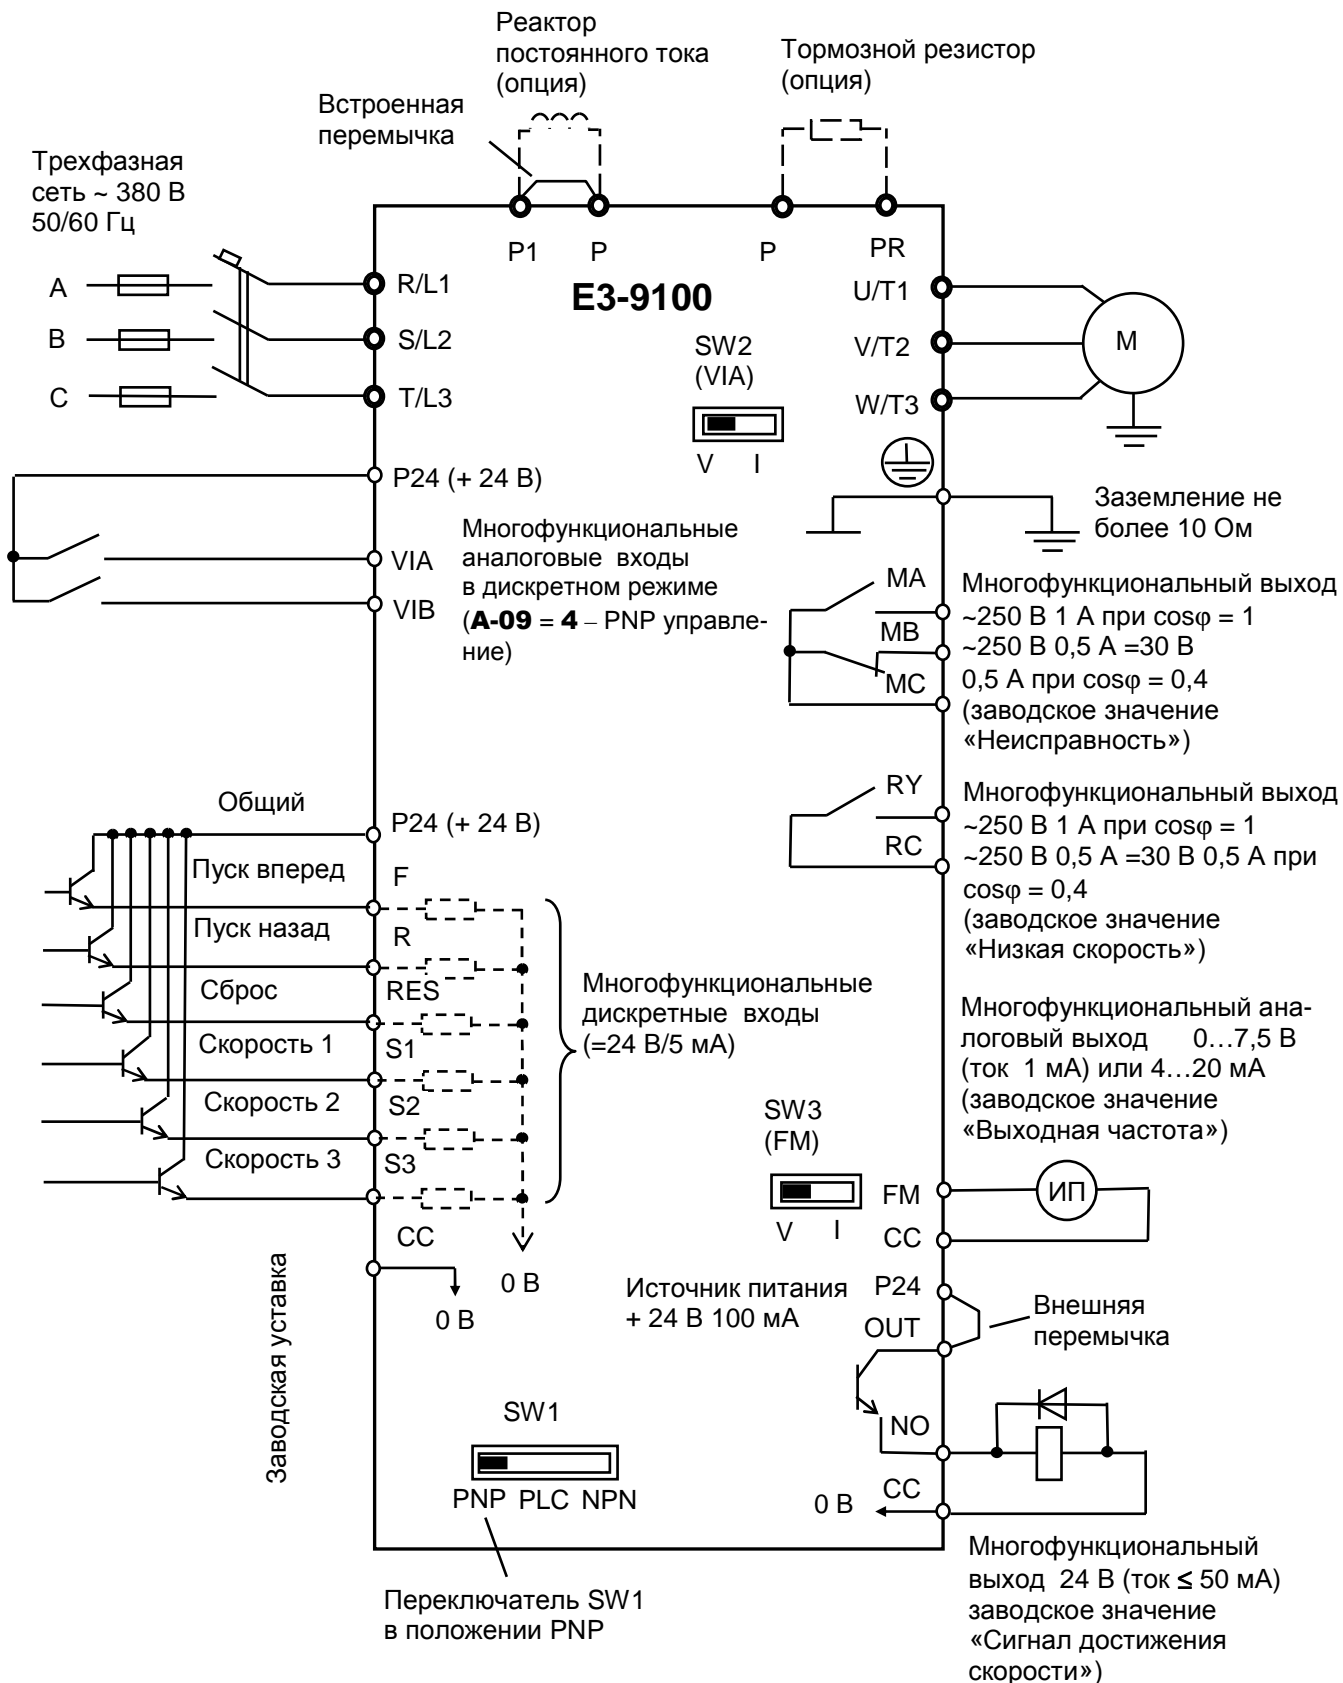 Реактор
постоянного тока
(опция)
Тормозной резистор
(опция)
Встроенная
перемычка
Трехфазная
сеть ~ 380 В
50/60 Гц
P1
P
P
PR
E3-9100
A
B
C
R/L1
S/L2
T/L3
U/T1
V/T2
W/T3
M
SW2
(VIA)
V I
P24 (+ 24 В)
VIA
VIB
Многофункциональные
аналоговые входы
в дискретном режиме
(A-09 = 4 – PNP управле-
ние)
Заземление не
более 10 Ом
MA
MB
MC
Многофункциональный выход
~250 В 1 А при cosφ = 1
~250 В 0,5 А =30 В
0,5 А при cosφ = 0,4
(заводское значение
«Неисправность»)
RY
RC
Многофункциональный выход
~250 В 1 А при cosφ = 1
~250 В 0,5 А =30 В 0,5 А при
cosφ = 0,4
(заводское значение
«Низкая скорость»)
Общий
P24 (+ 24 В)
Пуск вперед
F
Пуск назад
R
Сброс
RES
Скорость 1
S1
Скорость 2
S2
Скорость 3
S3
CC
0 В
0 В
Многофункциональные
дискретные входы
(=24 В/5 мА)
Многофункциональный ана-
логовый выход 0…7,5 В
(ток 1 мА) или 4…20 мА
(заводское значение
«Выходная частота»)
SW3
(FM)
V I
FM
CC
ИП
Источник питания
+ 24 В 100 мА
P24
OUT
Внешняя
перемычка
NO
CC
0 В
Заводская уставка
SW1
PNP PLC NPN
Переключатель SW1
в положении PNP
Многофункциональный
выход 24 В (ток ≤ 50 мА)
заводское значение
«Сигнал достижения
скорости»)